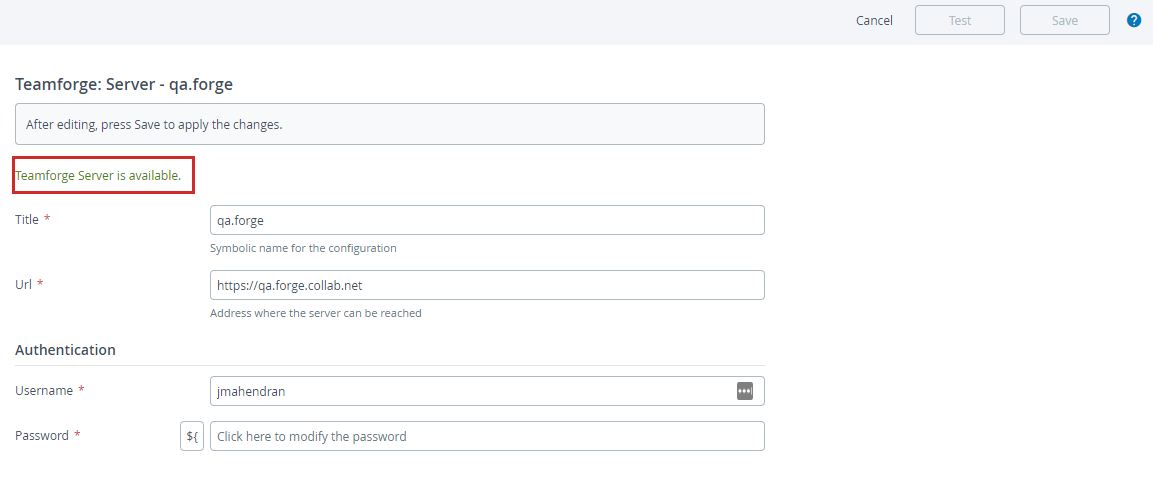 Cancel Test Save ?
Teamforge: Server - qa.forge
After editing, press Save to apply the changes.
Teamforge Server is available.
Title * qa.forge
Symbolic name for the configuration
Url * https://qa.forge.collab.net
Address where the server can be reached
Authentication
Username * jmahendran
Password * ${ Click here to modify the password